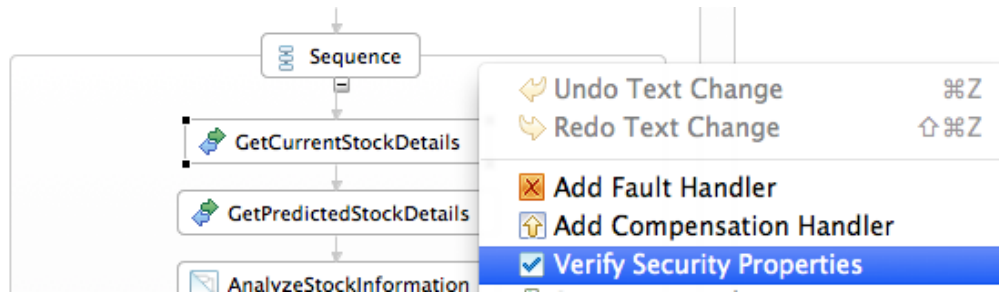 Sequence
Undo Text Change ⌘Z
Redo Text Change ⇧⌘Z
GetCurrentStockDetails
Add Fault Handler
GetPredictedStockDetails
Add Compensation Handler
Verify Security Properties
AnalyzeStockInformation